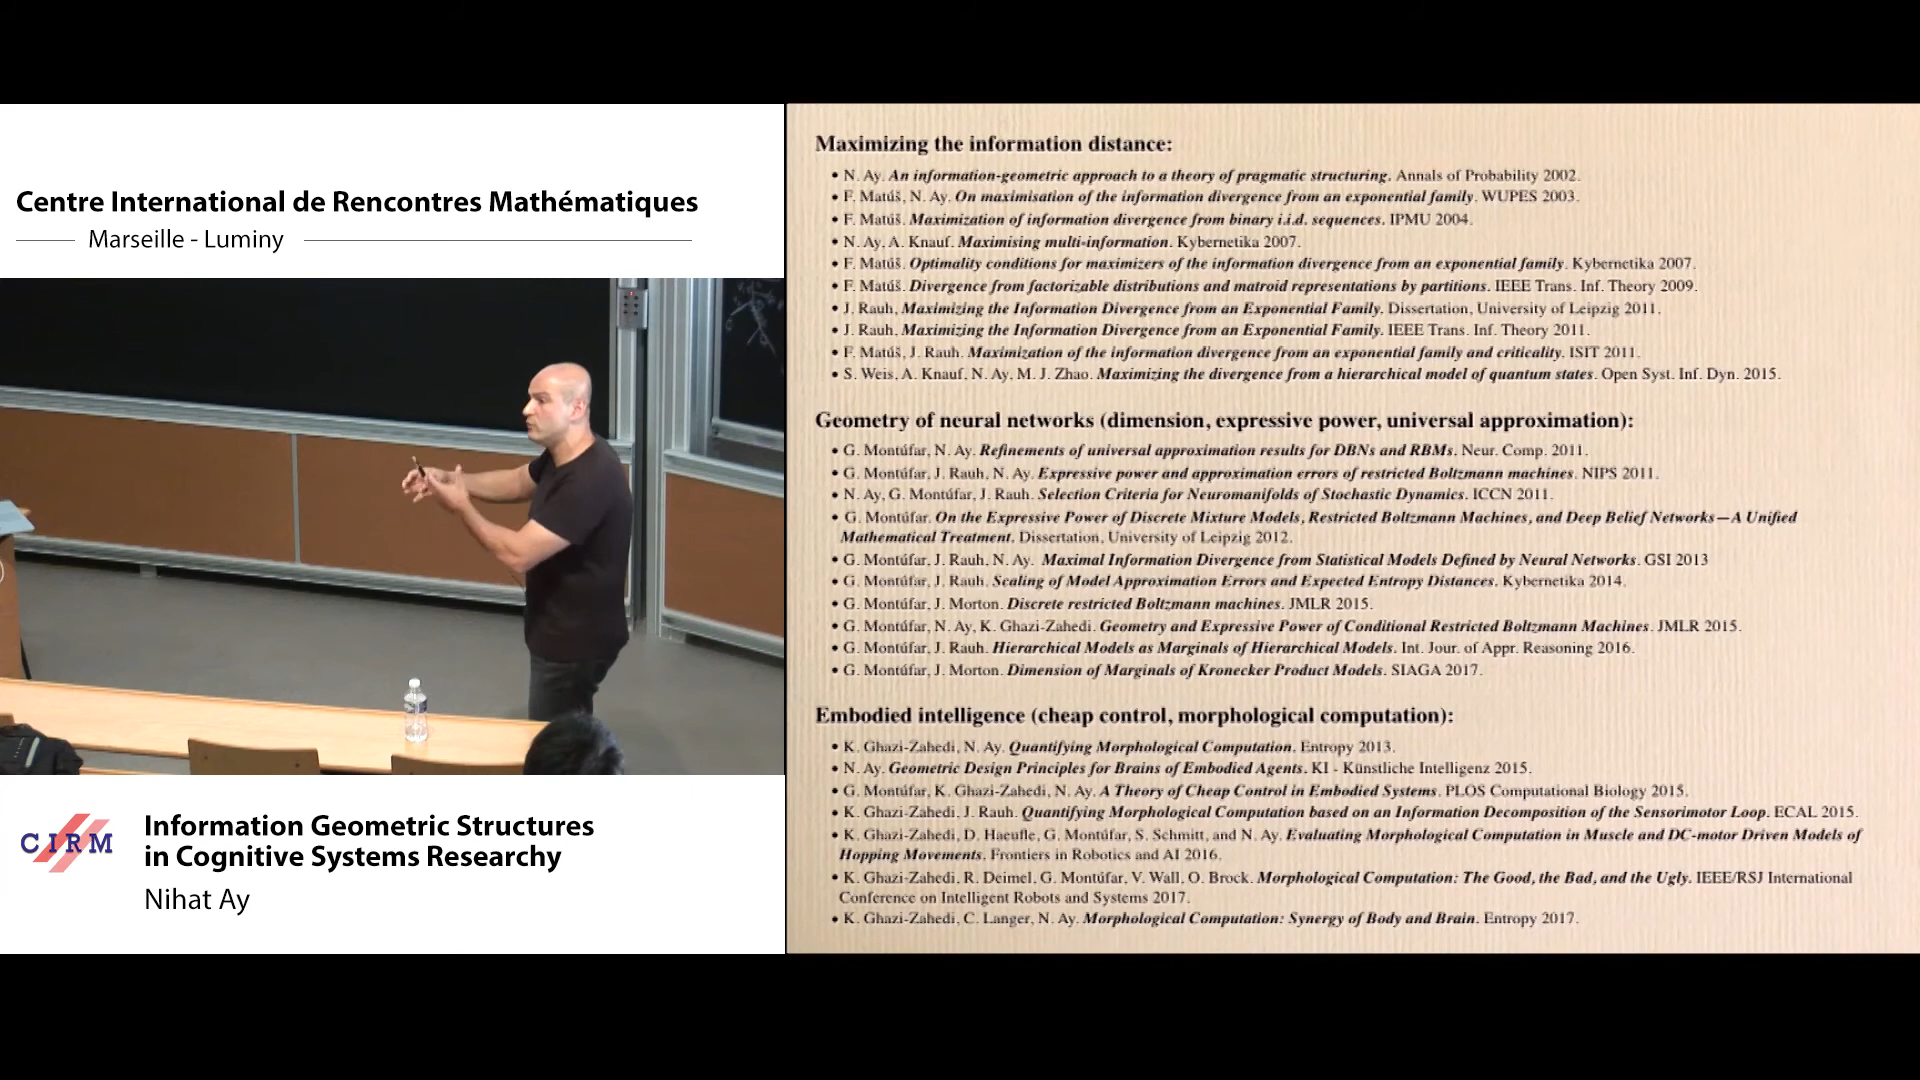 Centre International de Rencontres Mathématiques
Marseille - Luminy
CIRM
Information Geometric Structures
in Cognitive Systems Researchy
Nihat Ay
Maximizing the information distance:
• N. Ay. An information-geometric approach to a theory of pragmatic structuring. Annals of Probability 2002.
• F. Matúš, N. Ay. On maximisation of the information divergence from an exponential family. WUPES 2003.
• F. Matúš. Maximization of information divergence from binary i.i.d. sequences. IPMU 2004.
• N. Ay, A. Knauf. Maximising multi-information. Kybernetika 2007.
• F. Matúš. Optimality conditions for maximizers of the information divergence from an exponential family. Kybernetika 2007.
• F. Matúš. Divergence from factorizable distributions and matroid representations by partitions. IEEE Trans. Inf. Theory 2009.
• J. Rauh, Maximizing the Information Divergence from an Exponential Family. Dissertation, University of Leipzig 2011.
• J. Rauh. Maximizing the Information Divergence from an Exponential Family. IEEE Trans. Inf. Theory 2011.
• F. Matúš, J. Rauh. Maximization of the information divergence from an exponential family and criticality. ISIT 2011.
• S. Weis, A. Knauf, N. Ay, M. J. Zhao. Maximizing the divergence from a hierarchical model of quantum states. Open Syst. Inf. Dyn. 2015.
Geometry of neural networks (dimension, expressive power, universal approximation):
• G. Montúfar, N. Ay. Refinements of universal approximation results for DBNs and RBMs. Neur. Comp. 2011.
• G. Montúfar, J. Rauh, N. Ay. Expressive power and approximation errors of restricted Boltzmann machines. NIPS 2011.
• N. Ay, G. Montúfar, J. Rauh. Selection Criteria for Neuromanifolds of Stochastic Dynamics. ICCN 2011.
• G. Montúfar. On the Expressive Power of Discrete Mixture Models, Restricted Boltzmann Machines, and Deep Belief Networks—A Unified
Mathematical Treatment. Dissertation, University of Leipzig 2012.
• G. Montúfar, J. Rauh, N. Ay. Maximal Information Divergence from Statistical Models Defined by Neural Networks. GSI 2013
• G. Montúfar, J. Rauh. Scaling of Model Approximation Errors and Expected Entropy Distances. Kybernetika 2014.
• G. Montúfar, J. Morton. Discrete restricted Boltzmann machines. JMLR 2015.
• G. Montúfar, N. Ay, K. Ghazi-Zahedi. Geometry and Expressive Power of Conditional Restricted Boltzmann Machines. JMLR 2015.
• G. Montúfar, J. Rauh. Hierarchical Models as Marginals of Hierarchical Models. Int. Jour. of Appr. Reasoning 2016.
• G. Montúfar, J. Morton. Dimension of Marginals of Kronecker Product Models. SIAGA 2017.
Embodied intelligence (cheap control, morphological computation):
• K. Ghazi-Zahedi, N. Ay. Quantifying Morphological Computation. Entropy 2013.
• N. Ay. Geometric Design Principles for Brains of Embodied Agents. KI - Künstliche Intelligenz 2015.
• G. Montúfar, K. Ghazi-Zahedi, N. Ay. A Theory of Cheap Control in Embodied Systems. PLOS Computational Biology 2015.
• K. Ghazi-Zahedi, J. Rauh. Quantifying Morphological Computation based on an Information Decomposition of the Sensorimotor Loop. ECAL 2015.
• K. Ghazi-Zahedi, D. Haeufle, G. Montúfar, S. Schmitt, and N. Ay. Evaluating Morphological Computation in Muscle and DC-motor Driven Models of
Hopping Movements. Frontiers in Robotics and AI 2016.
• K. Ghazi-Zahedi, R. Deimel, G. Montúfar, V. Wall, O. Brock. Morphological Computation: The Good, the Bad, and the Ugly. IEEE/RSJ International
Conference on Intelligent Robots and Systems 2017.
• K. Ghazi-Zahedi, C. Langer, N. Ay. Morphological Computation: Synergy of Body and Brain. Entropy 2017.